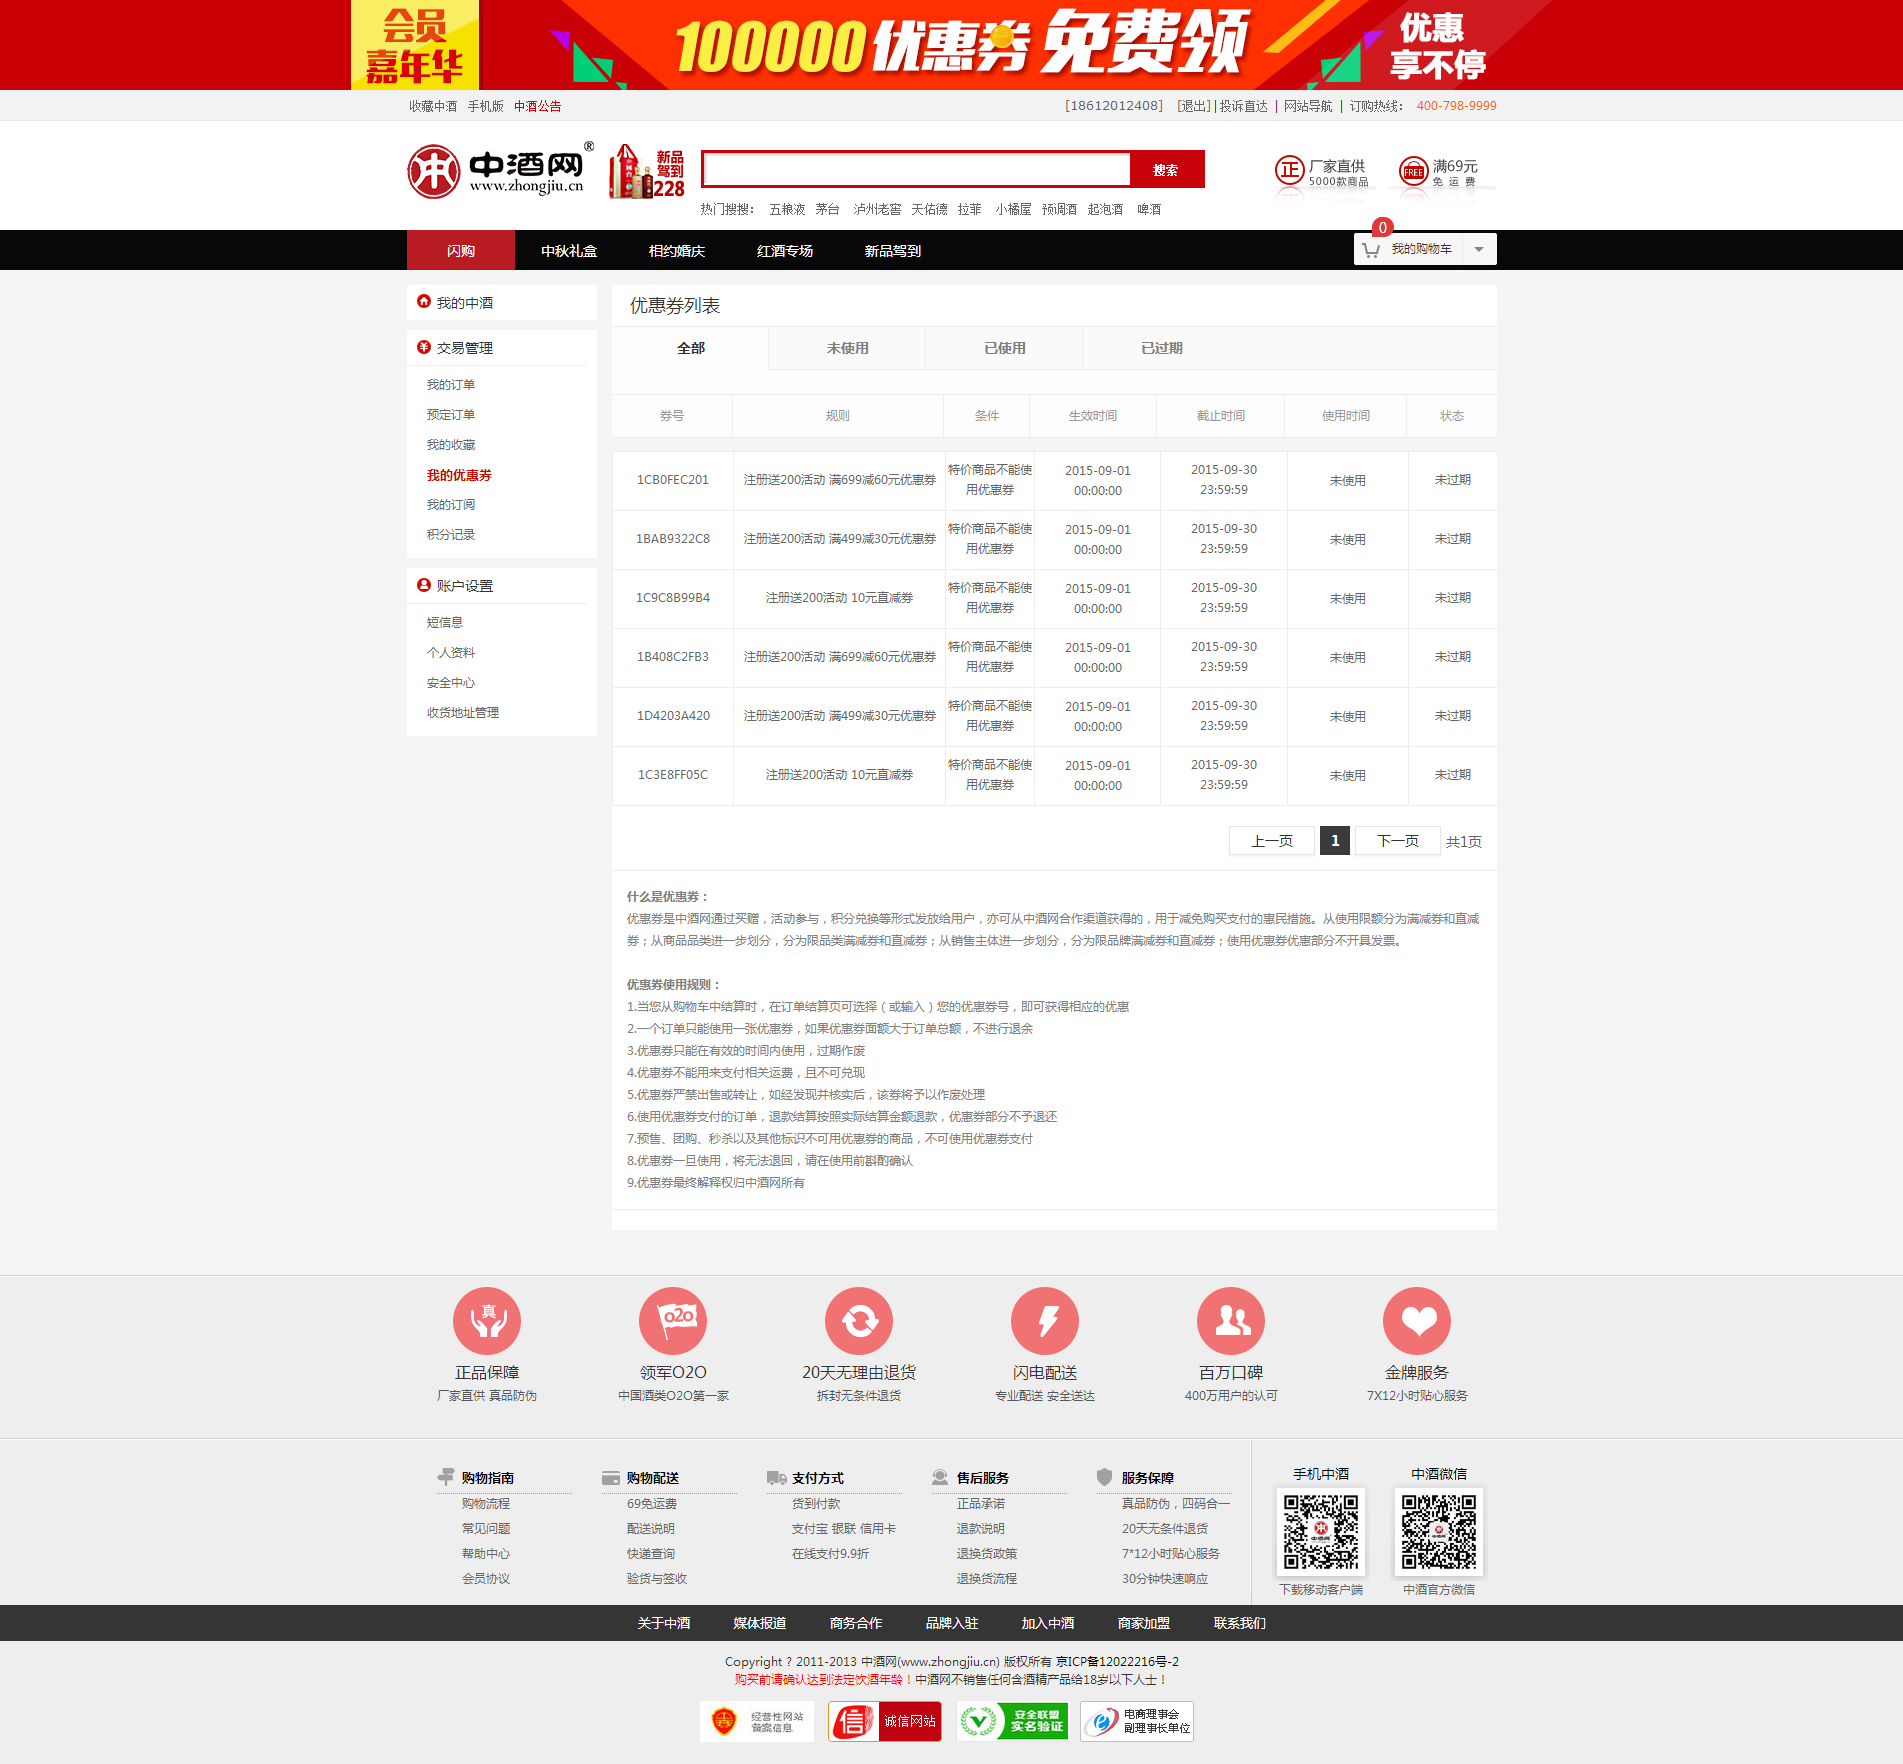 会员
嘉年华
100000优惠券 免费领
优惠
享不停
收藏中酒 手机版 中酒公告
[18612012408] [退出] | 投诉直达 | 网站导航 | 订购热线： 400-798-9999
中酒网®
www.zhongjiu.cn
新品
驾到
228
搜索
热门搜搜： 五粮液 茅台 泸州老窖 天佑德 拉菲 小橘屋 预调酒 起泡酒 啤酒
正 厂家直供
5000款商品
FREE 满69元
免 运 费
闪购 中秋礼盒 相约婚庆 红酒专场 新品驾到
0
我的购物车
我的中酒
交易管理
我的订单
预定订单
我的收藏
我的优惠券
我的订阅
积分记录
账户设置
短信息
个人资料
安全中心
收货地址管理
优惠券列表
全部 未使用 已使用 已过期
券号 规则 条件 生效时间 截止时间 使用时间 状态
1CB0FEC201 注册送200活动 满699减60元优惠券 特价商品不能使用优惠券 2015-09-01 00:00:00 2015-09-30 23:59:59 未使用 未过期
1BAB9322C8 注册送200活动 满499减30元优惠券 特价商品不能使用优惠券 2015-09-01 00:00:00 2015-09-30 23:59:59 未使用 未过期
1C9C8B99B4 注册送200活动 10元直减券 特价商品不能使用优惠券 2015-09-01 00:00:00 2015-09-30 23:59:59 未使用 未过期
1B408C2FB3 注册送200活动 满699减60元优惠券 特价商品不能使用优惠券 2015-09-01 00:00:00 2015-09-30 23:59:59 未使用 未过期
1D4203A420 注册送200活动 满499减30元优惠券 特价商品不能使用优惠券 2015-09-01 00:00:00 2015-09-30 23:59:59 未使用 未过期
1C3E8FF05C 注册送200活动 10元直减券 特价商品不能使用优惠券 2015-09-01 00:00:00 2015-09-30 23:59:59 未使用 未过期
上一页 1 下一页 共1页
什么是优惠券：
优惠券是中酒网通过买赠，活动参与，积分兑换等形式发放给用户，亦可从中酒网合作渠道获得的，用于减免购买支付的惠民措施。从使用限额分为满减券和直减
券；从商品品类进一步划分，分为限品类满减券和直减券；从销售主体进一步划分，分为限品牌满减券和直减券；使用优惠券优惠部分不开具发票。
优惠券使用规则：
1.当您从购物车中结算时，在订单结算页可选择（或输入）您的优惠券号，即可获得相应的优惠
2.一个订单只能使用一张优惠券，如果优惠券面额大于订单总额，不进行退余
3.优惠券只能在有效的时间内使用，过期作废
4.优惠券不能用来支付相关运费，且不可兑现
5.优惠券严禁出售或转让，如经发现并核实后，该券将予以作废处理
6.使用优惠券支付的订单，退款结算按照实际结算金额退款，优惠券部分不予退还
7.预售、团购、秒杀以及其他标识不可用优惠券的商品，不可使用优惠券支付
8.优惠券一旦使用，将无法退回，请在使用前斟酌确认
9.优惠券最终解释权归中酒网所有
真 O2O
正品保障 领军O2O 20天无理由退货 闪电配送 百万口碑 金牌服务
厂家直供 真品防伪 中国酒类O2O第一家 拆封无条件退货 专业配送 安全送达 400万用户的认可 7X12小时贴心服务
购物指南 购物配送 支付方式 售后服务 服务保障
购物流程 69免运费 货到付款 正品承诺 真品防伪，四码合一
常见问题 配送说明 支付宝 银联 信用卡 退款说明 20天无条件退货
帮助中心 快递查询 在线支付9.9折 退换货政策 7*12小时贴心服务
会员协议 验货与签收 退换货流程 30分钟快速响应
手机中酒 中酒微信
下载移动客户端 中酒官方微信
关于中酒 媒体报道 商务合作 品牌入驻 加入中酒 商家加盟 联系我们
Copyright ? 2011-2013 中酒网(www.zhongjiu.cn) 版权所有 京ICP备12022216号-2
购买前请确认达到法定饮酒年龄！中酒网不销售任何含酒精产品给18岁以下人士！
经营性网站
备案信息
信 诚信网站
安全联盟
实名验证
电商理事会
副理事长单位